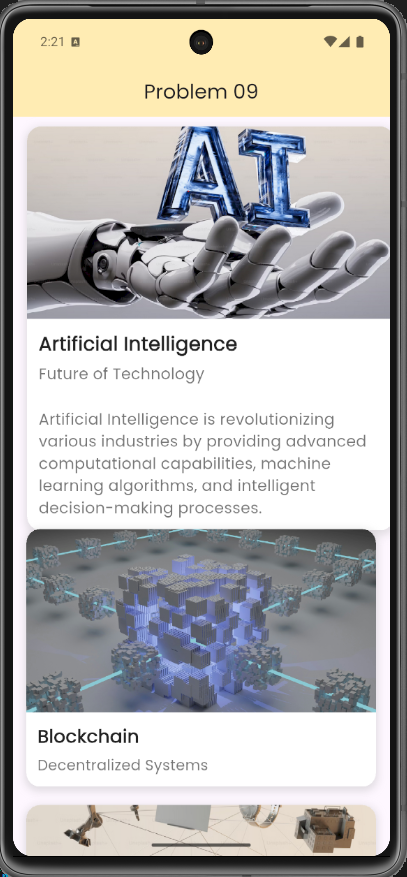 2:21 A
Problem 09
AI
Artificial Intelligence
Future of Technology
Artificial Intelligence is revolutionizing
various industries by providing advanced
computational capabilities, machine
learning algorithms, and intelligent
decision-making processes.
Blockchain
Decentralized Systems